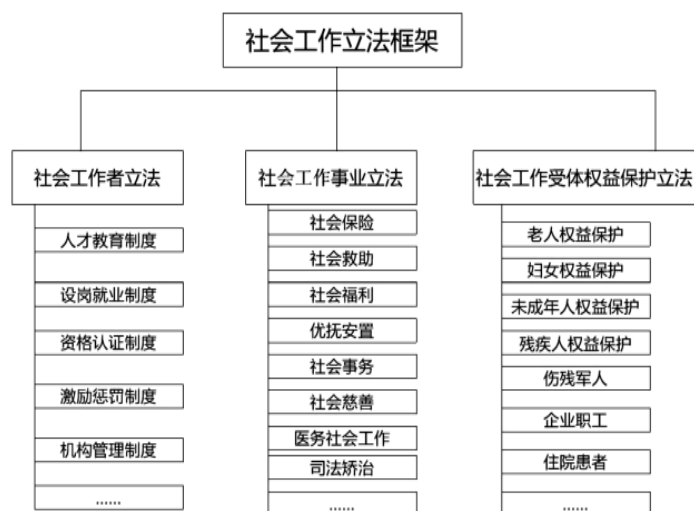 社会工作立法框架
社会工作者立法
人才教育制度
设岗就业制度
资格认证制度
激励惩罚制度
机构管理制度
......
社会工作事业立法
社会保险
社会救助
社会福利
优抚安置
社会事务
社会慈善
医务社会工作
司法矫治
......
社会工作受体权益保护立法
老人权益保护
妇女权益保护
未成年人权益保护
残疾人权益保护
伤残军人
企业职工
住院患者
......